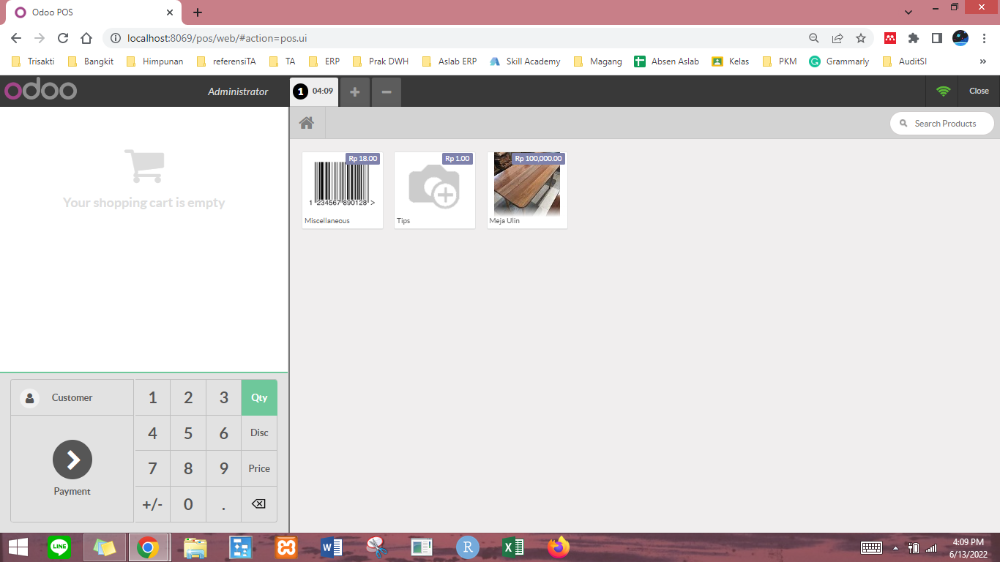 Odoo POS
localhost:8069/pos/web/#action=pos.ui
Trisakti Bangkit Himpunan referensiTA TA ERP Prak DWH Aslab ERP Skill Academy Magang Absen Aslab Kelas PKM Grammarly AuditSI »
odoo Administrator 1 04:09 + − Close
Search Products
Your shopping cart is empty
Rp 18.00
1 234567 890128 >
Miscellaneous
Rp 1.00
Tips
Rp 100,000.00
Meja Ulin
Customer 1 2 3 Qty
4 5 6 Disc
7 8 9 Price
Payment
+/- 0 .
LINE
4:09 PM
6/13/2022